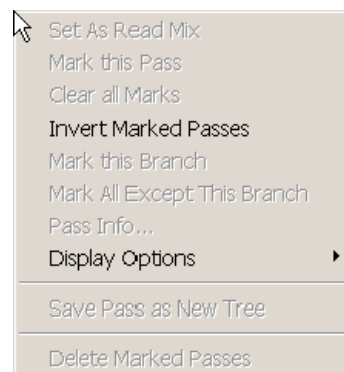 Set As Read Mix
Mark this Pass
Clear all Marks
Invert Marked Passes
Mark this Branch
Mark All Except This Branch
Pass Info...
Display Options
Save Pass as New Tree
Delete Marked Passes